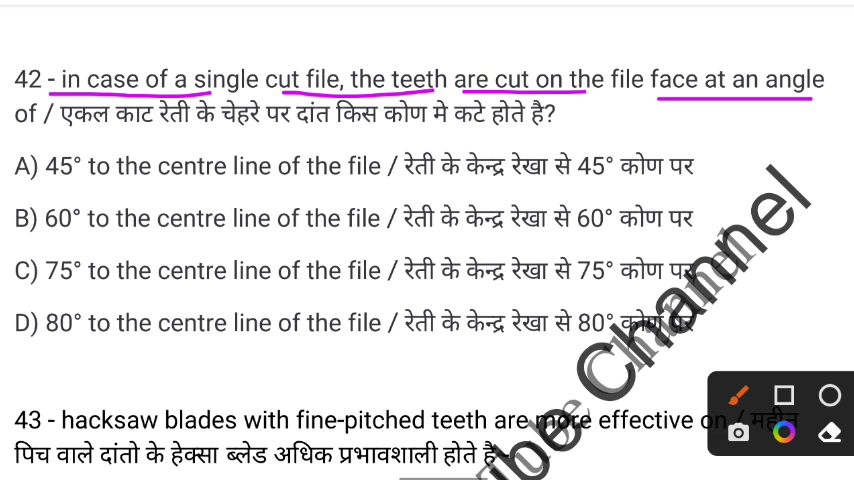 42 - in case of a single cut file, the teeth are cut on the file face at an angle
of / एकल काट रेती के चेहरे पर दांत किस कोण मे कटे होते है?
A) 45° to the centre line of the file / रेती के केन्द्र रेखा से 45° कोण पर
B) 60° to the centre line of the file / रेती के केन्द्र रेखा से 60° कोण पर
C) 75° to the centre line of the file / रेती के केन्द्र रेखा से 75° कोण पर
D) 80° to the centre line of the file / रेती के केन्द्र रेखा से 80° कोण पर
Channel
43 - hacksaw blades with fine-pitched teeth are more effective on / महीन
पिच वाले दांतो के हेक्सा ब्लेड अधिक प्रभावशाली होते है